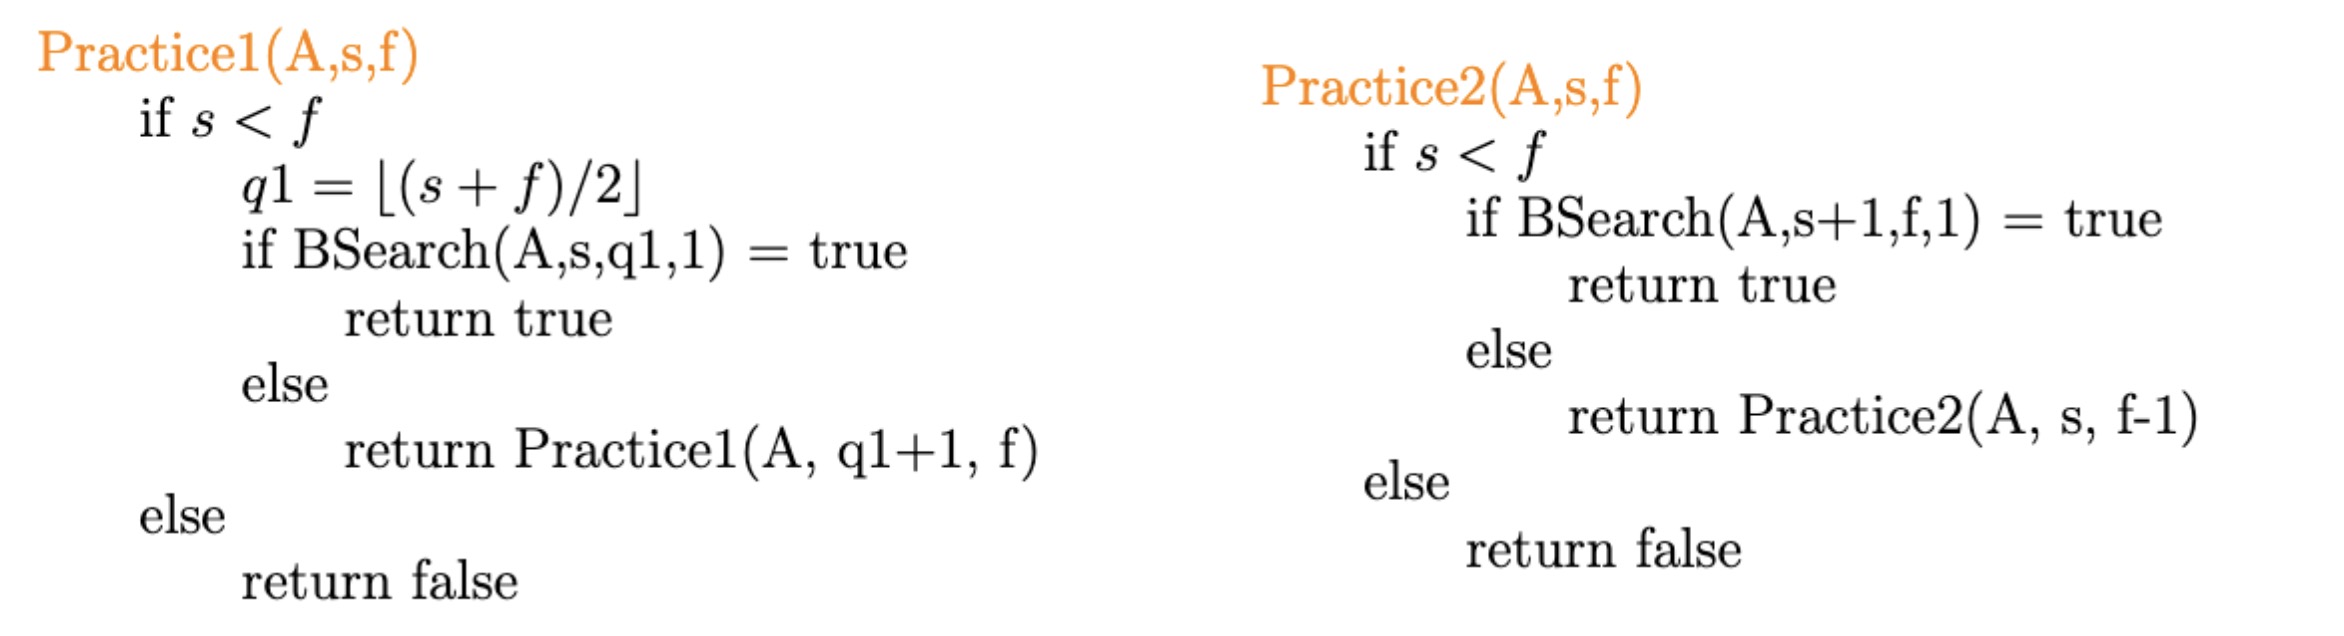 Practice1(A,s,f)
if s < f
q1 = ⌊(s + f)/2⌋
if BSearch(A,s,q1,1) = true
return true
else
return Practice1(A, q1+1, f)
else
return false
Practice2(A,s,f)
if s < f
if BSearch(A,s+1,f,1) = true
return true
else
return Practice2(A, s, f-1)
else
return false